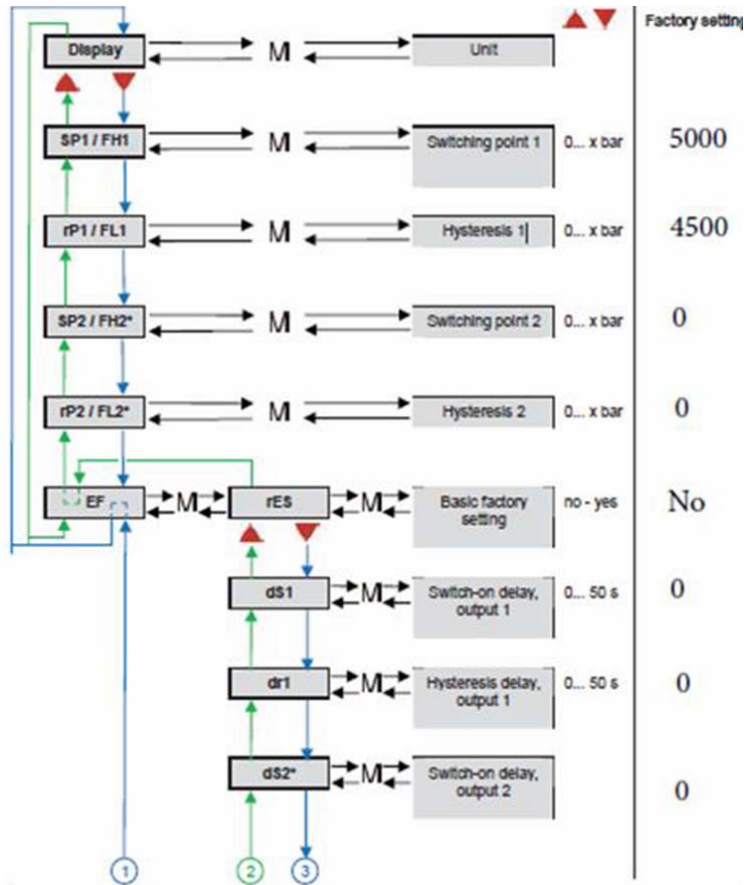 Factory setting
Display M Unit
SP1 / FH1 M Switching point 1 0... x bar 5000
rP1 / FL1 M Hysteresis 1 0... x bar 4500
SP2 / FH2* M Switching point 2 0... x bar 0
rP2 / FL2* M Hysteresis 2 0... x bar 0
EF M rES M Basic factory no - yes No
setting
dS1 M Switch-on delay, 0... 50 s 0
output 1
dr1 M Hysteresis delay, 0... 50 s 0
output 1
dS2* M Switch-on delay,
output 2 0
1 2 3